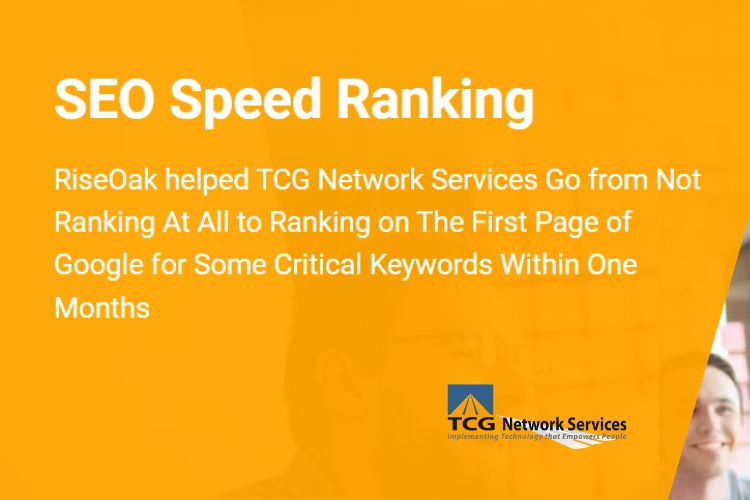 SEO Speed Ranking
RiseOak helped TCG Network Services Go from Not
Ranking At All to Ranking on The First Page of
Google for Some Critical Keywords Within One
Months
TCG Network Services
Implementing Technology that Empowers People